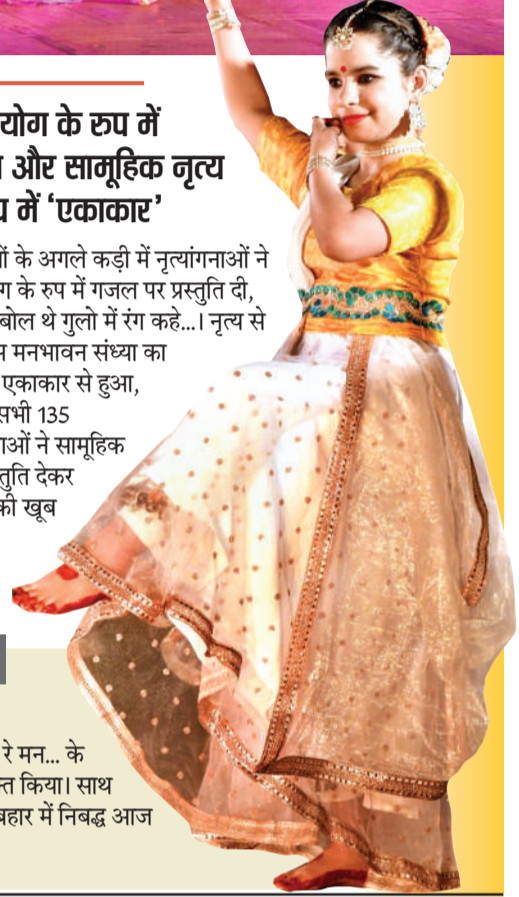 योग के रुप में
और सामूहिक नृत्य
में ‘एकाकार’
के अगले कड़ी में नृत्यांगनाओं ने
के रुप में गजल पर प्रस्तुति दी,
बोल थे गुलो में रंग कहे...। नृत्य से
मनभावन संध्या का
एकाकार से हुआ,
सभी 135
ने सामूहिक
देकर
की खूब
रे मन... के
किया। साथ
बहार में निबद्ध आज